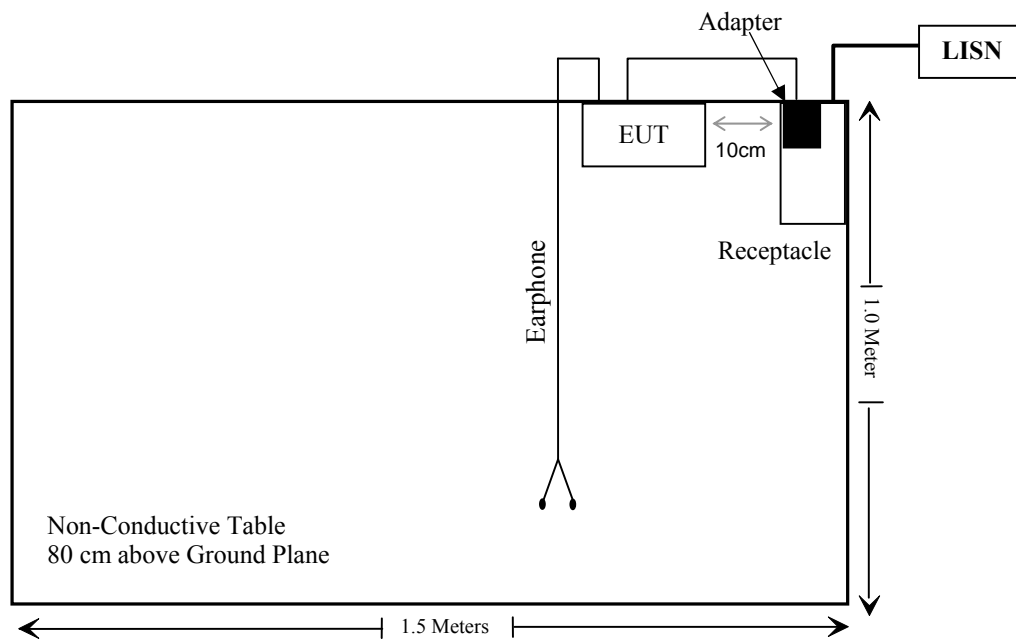 Adapter
LISN
EUT
10cm
Receptacle
Earphone
1.0 Meter
Non-Conductive Table
80 cm above Ground Plane
1.5 Meters